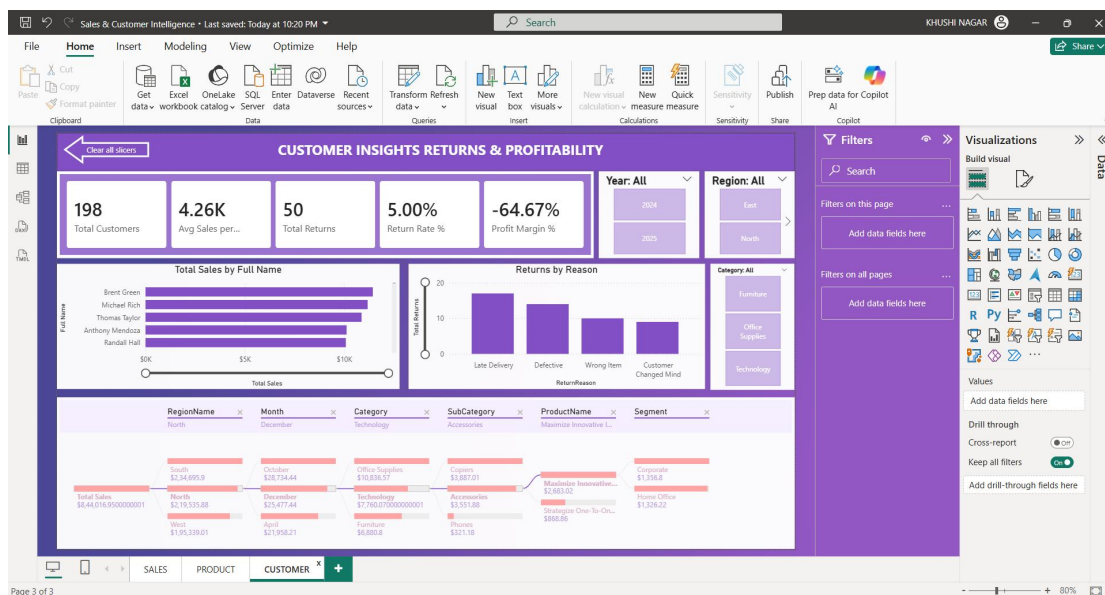 Sales & Customer Intelligence • Last saved: Today at 10:20 PM
Search
KHUSHI NAGAR
File Home Insert Modeling View Optimize Help
Share
Paste
Cut
Copy
Format painter
Clipboard
Get data
Excel workbook
OneLake catalog
SQL Server
Enter data
Dataverse
Recent sources
Data
Transform data
Refresh
Queries
New visual
Text box
More visuals
Insert
New visual calculation
New measure
Quick measure
Calculations
Sensitivity
Sensitivity
Publish
Share
Prep data for AI
Copilot
Copilot
TMDL
Clear all slicers
CUSTOMER INSIGHTS RETURNS & PROFITABILITY
198
Total Customers
4.26K
Avg Sales per...
50
Total Returns
5.00%
Return Rate %
-64.67%
Profit Margin %
Year: All
2024
2025
Region: All
East
North
Total Sales by Full Name
Full Name
Brent Green
Michael Rich
Thomas Taylor
Anthony Mendoza
Randall Hall
$0K $5K $10K
Total Sales
Returns by Reason
Total Returns
20
10
0
Late Delivery
Defective
Wrong Item
Customer Changed Mind
ReturnReason
Category: All
Furniture
Office Supplies
Technology
RegionName
North
Month
December
Category
Technology
SubCategory
Accessories
ProductName
Maximize Innovative I...
Segment
Total Sales
$8,44,016.9500000001
South
$2,34,695.9
North
$2,19,535.88
West
$1,95,339.01
October
$28,734.44
December
$25,477.44
April
$21,958.21
Office Supplies
$10,836.57
Technology
$7,760.070000000001
Furniture
$6,880.8
Copiers
$3,887.01
Accessories
$3,551.88
Phones
$321.18
Maximize Innovative...
$2,683.02
Strategize One-To-On...
$868.86
Corporate
$1,356.8
Home Office
$1,326.22
Filters
Search
Filters on this page
Add data fields here
Filters on all pages
Add data fields here
Visualizations
Build visual
R Py
Values
Add data fields here
Drill through
Cross-report
Off
Keep all filters
On
Add drill-through fields here
Data
SALES PRODUCT CUSTOMER
Page 3 of 3
80%